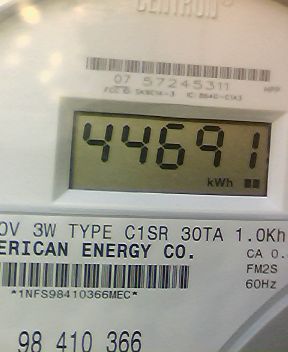 CENTRON®
07 57245311
44691
kWh
0V 3W TYPE C1SR 30TA 1.0Kh
ERICAN ENERGY CO.
CA 0.
FM2S
*1NFS98410366MEC*
60Hz
98 410 366